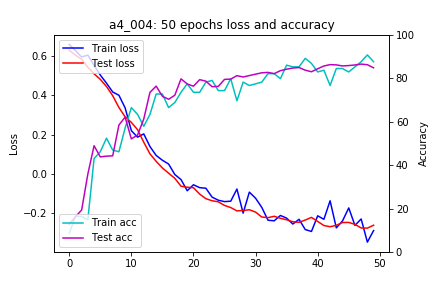 a4_004: 50 epochs loss and accuracy
Train loss
Test loss
Train acc
Test acc
0.6
0.4
0.2
0.0
−0.2
Loss
100
80
60
40
20
0
Accuracy
0
10
20
30
40
50